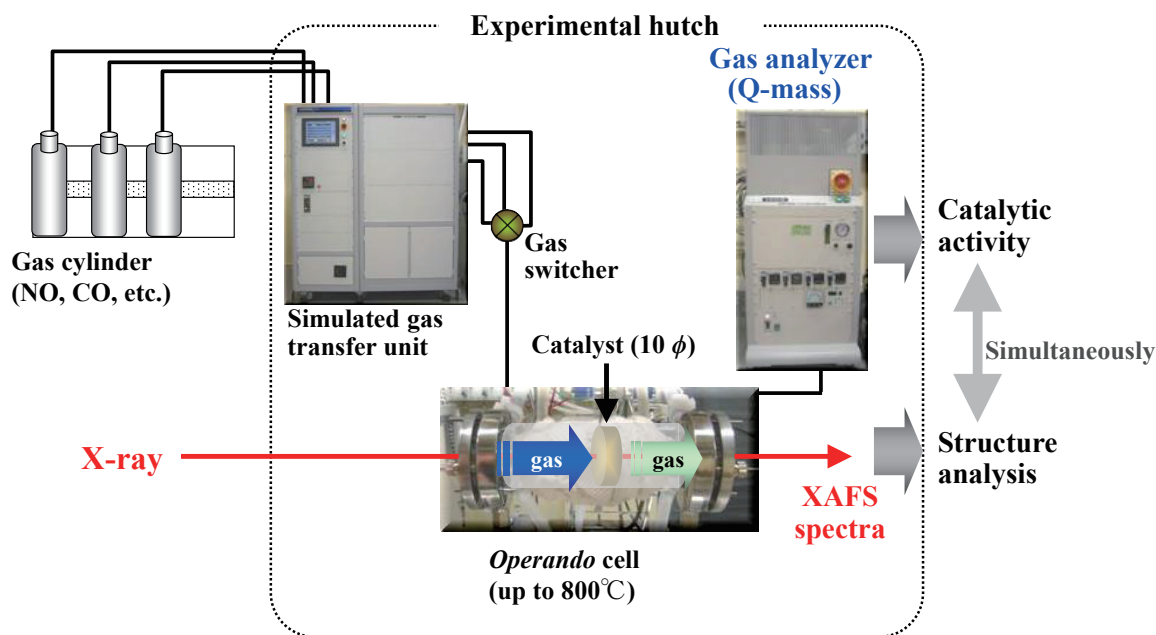 Experimental hutch
Gas analyzer
(Q-mass)
Gas cylinder
(NO, CO, etc.)
Simulated gas
transfer unit
Gas
switcher
Catalytic
activity
Simultaneously
Catalyst (10 ϕ)
X-ray
gas
gas
Structure
analysis
XAFS
spectra
Operando cell
(up to 800℃)